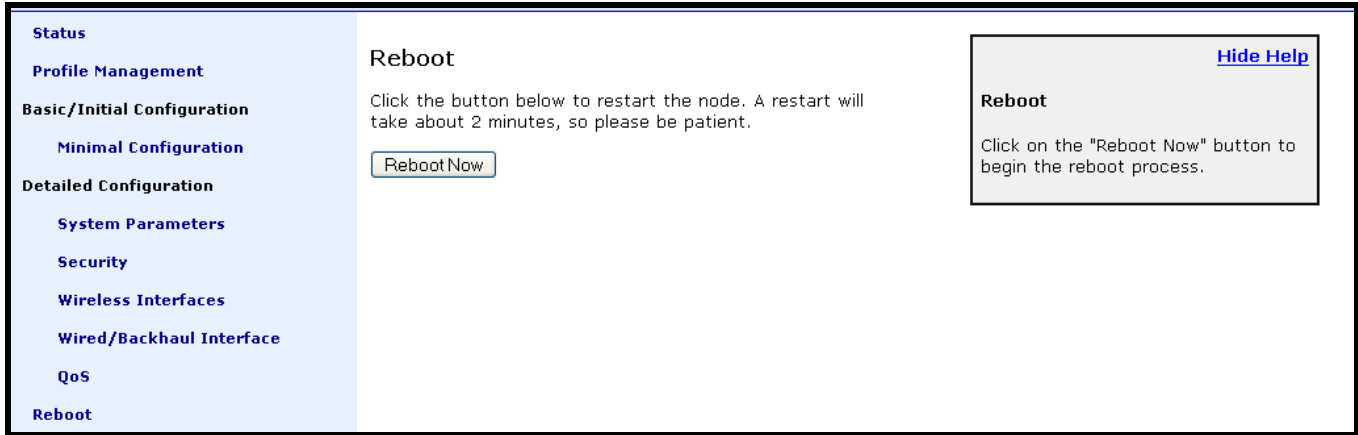 Status
Profile Management
Basic/Initial Configuration
Minimal Configuration
Detailed Configuration
System Parameters
Security
Wireless Interfaces
Wired/Backhaul Interface
QoS
Reboot
Reboot
Click the button below to restart the node. A restart will
take about 2 minutes, so please be patient.
Reboot Now
Hide Help
Reboot
Click on the "Reboot Now" button to
begin the reboot process.